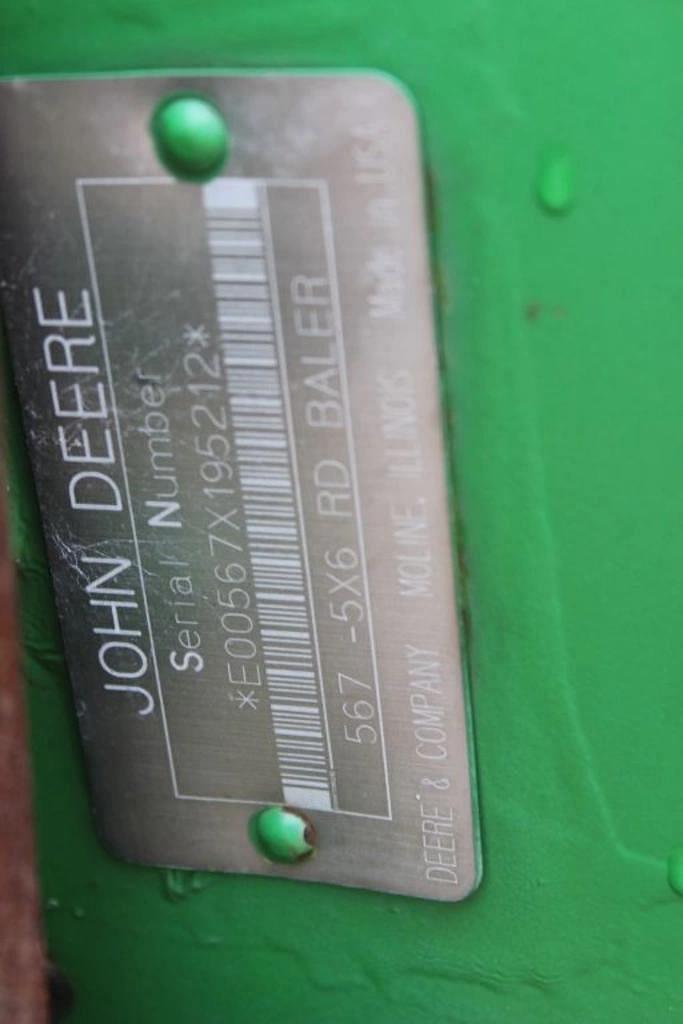 JOHN DEERE
Serial Number
*E00567X195212*
567 -5X6 RD BALER
DEERE & COMPANY MOLINE, ILLINOIS Made in USA